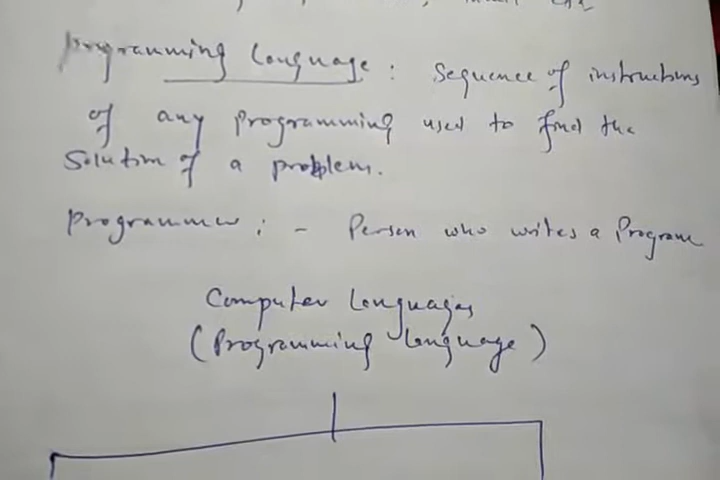 Programming Language : Sequence of instructions
of any programming used to find the
Solution of a problem.
Programmer : - Person who writes a Program
Computer Languages
(Programming Language)